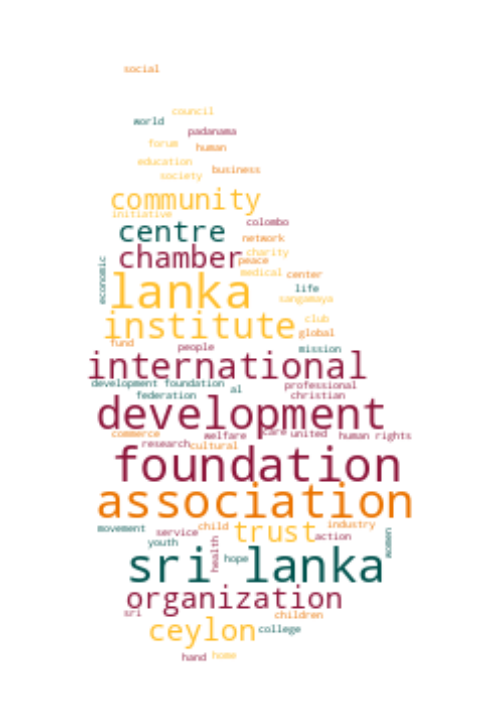 social
council
world
padanama
forum human
education
business
society
community
initiative
colombo
centre
network
chamber charity
peace
economic
medical center
lanka
life
sangamaya
club
institute
global
fund people
mission
international
development foundation al professional
federation christian
development
commerce welfare care united human rights
research cultural
foundation
association
movement service child trust industry
action
youth
health
women
hope
sri lanka
organization
sri children
ceylon college
hand home